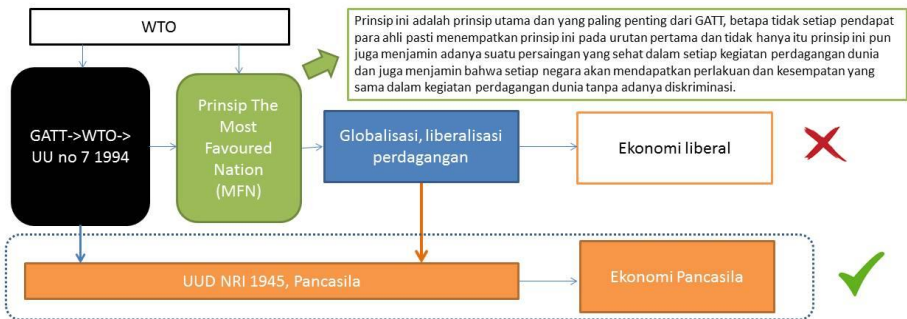 WTO
Prinsip ini adalah prinsip utama dan yang paling penting dari GATT, betapa tidak setiap pendapat
para ahli pasti menempatkan prinsip ini pada urutan pertama dan tidak hanya itu prinsip ini pun
juga menjamin adanya suatu persaingan yang sehat dalam setiap kegiatan perdagangan dunia
dan juga menjamin bahwa setiap negara akan mendapatkan perlakuan dan kesempatan yang
sama dalam kegiatan perdagangan dunia tanpa adanya diskriminasi.
GATT->WTO->
UU no 7 1994
Prinsip The
Most
Favoured
Nation
(MFN)
Globalisasi, liberalisasi
perdagangan
Ekonomi liberal
UUD NRI 1945, Pancasila
Ekonomi Pancasila